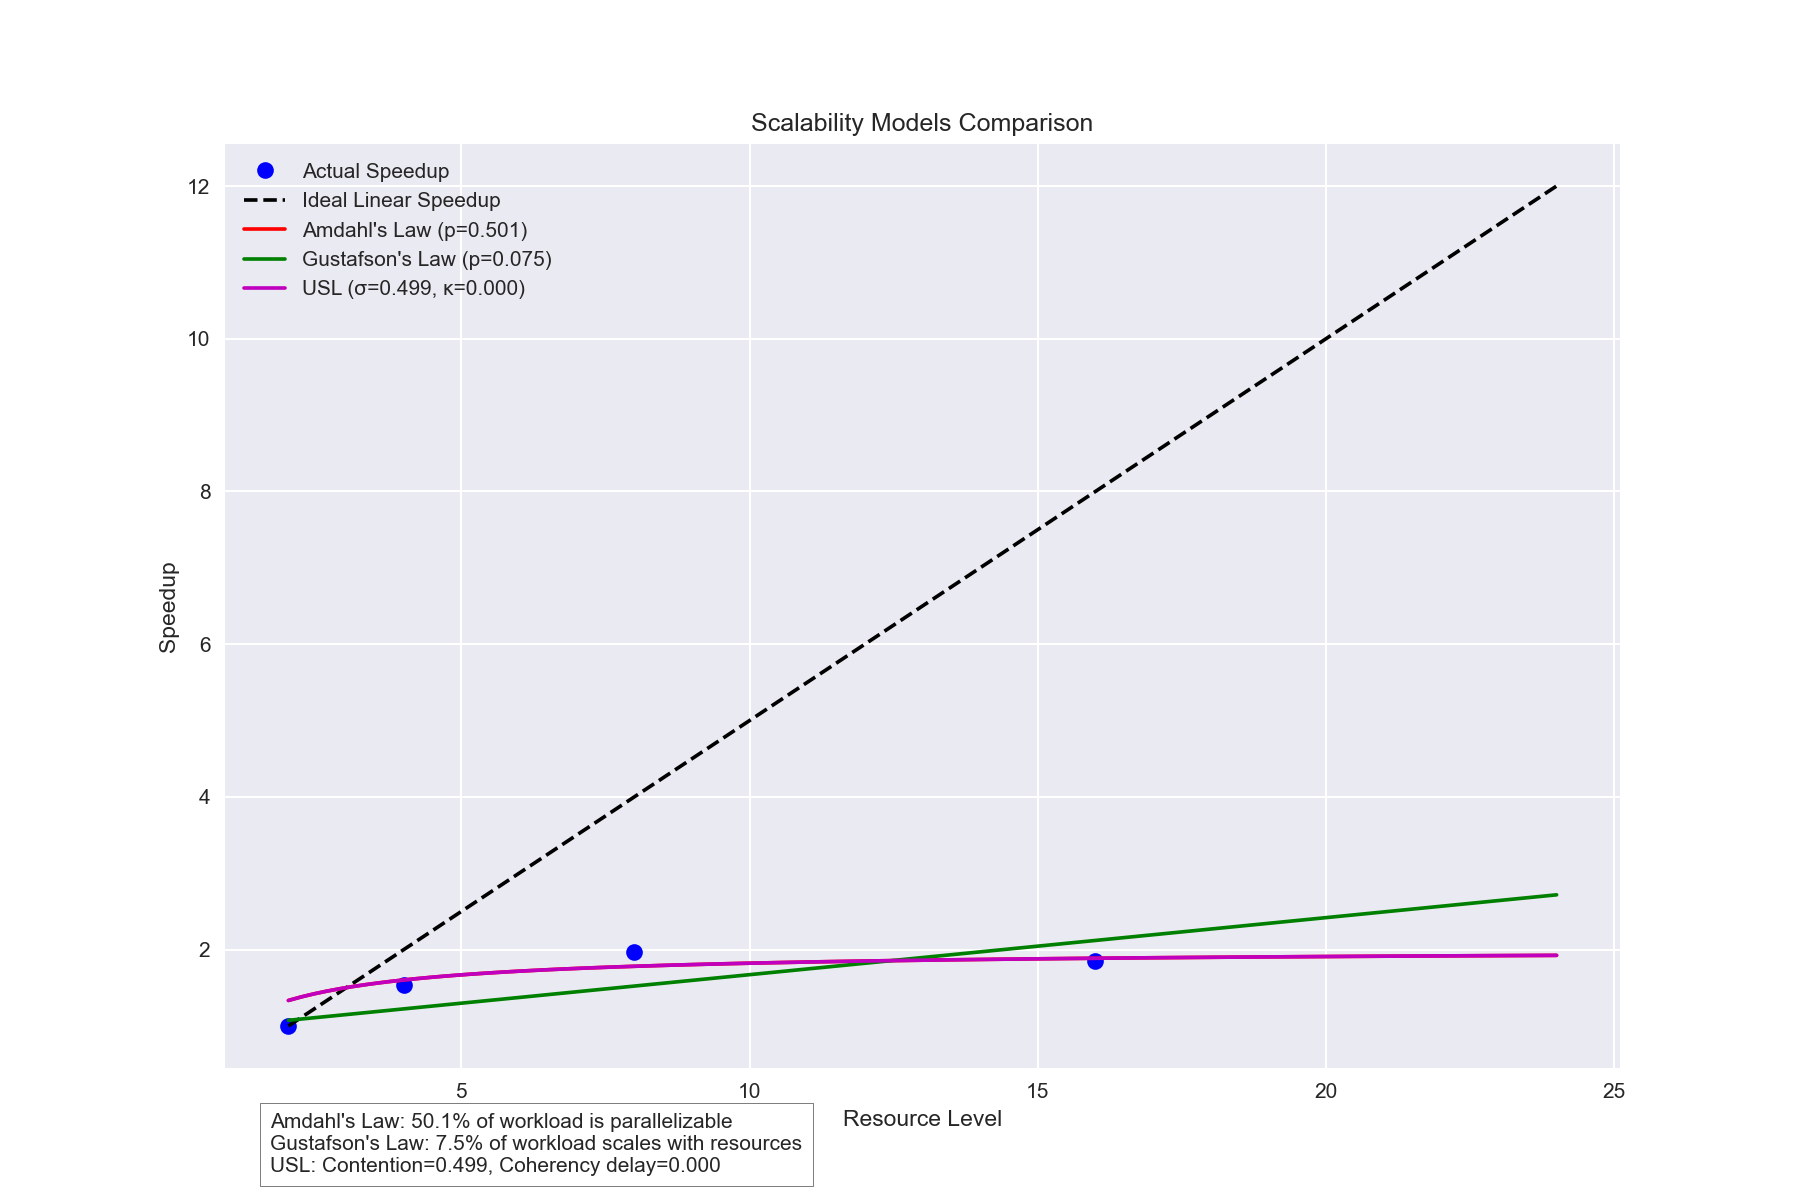 Scalability Models Comparison
Actual Speedup
Ideal Linear Speedup
Amdahl's Law (p=0.501)
Gustafson's Law (p=0.075)
USL (σ=0.499, κ=0.000)
12
10
8
6
4
2
Speedup
5 10 15 20 25
Resource Level
Amdahl's Law: 50.1% of workload is parallelizable
Gustafson's Law: 7.5% of workload scales with resources
USL: Contention=0.499, Coherency delay=0.000